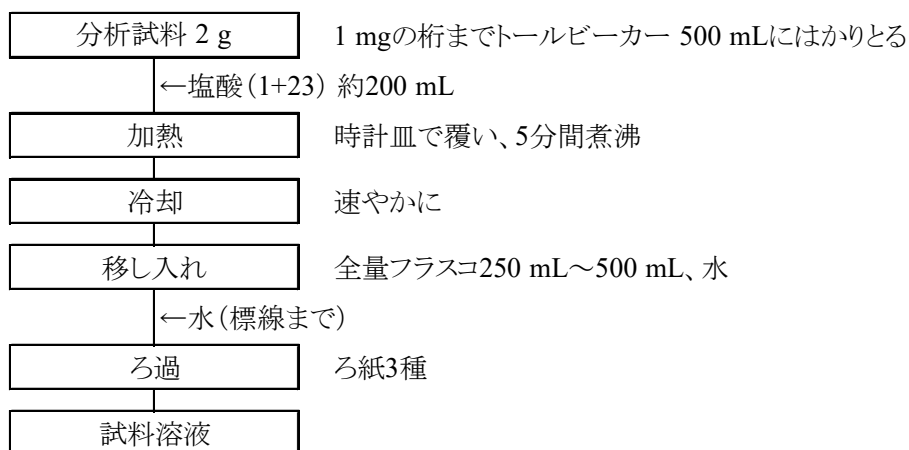 分析試料 2 g 1 mgの桁までトールビーカー 500 mLにはかりとる
←塩酸(1+23) 約200 mL
加熱 時計皿で覆い、5分間煮沸
冷却 速やかに
移し入れ 全量フラスコ250 mL～500 mL、水
←水(標線まで)
ろ過 ろ紙3種
試料溶液